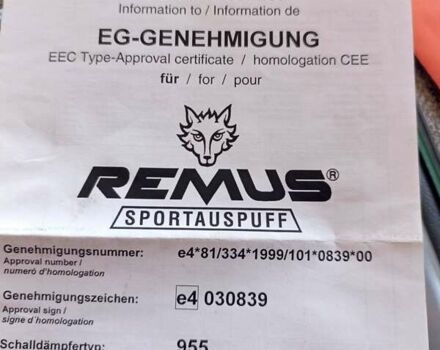 Information to / Information de
EG-GENEHMIGUNG
EEC Type-Approval certificate / homologation CEE
für / for / pour
REMUS®
SPORTAUSPUFF
Genehmigungsnummer: e4*81/334*1999/101*0839*00
Approval number /
numeró d'homologation
Genehmigungszeichen: e4 030839
Approval sign /
signe d'homologation
Schalldämpfertyp: 955